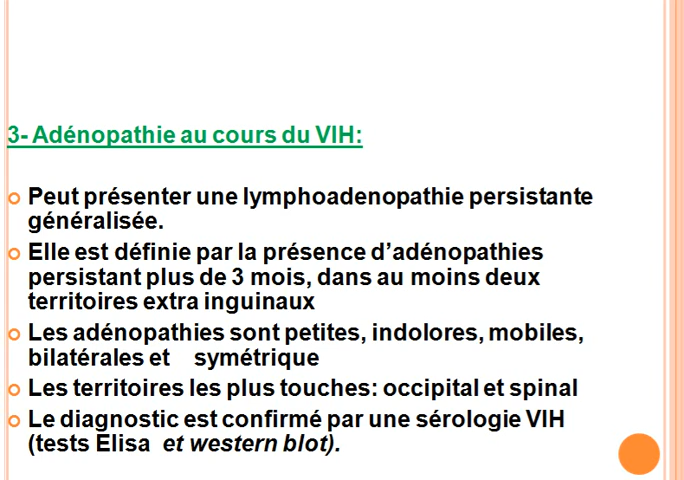 3- Adénopathie au cours du VIH:
Peut présenter une lymphoadenopathie persistante
généralisée.
Elle est définie par la présence d’adénopathies
persistant plus de 3 mois, dans au moins deux
territoires extra inguinaux
Les adénopathies sont petites, indolores, mobiles,
bilatérales et symétrique
Les territoires les plus touches: occipital et spinal
Le diagnostic est confirmé par une sérologie VIH
(tests Elisa et western blot).